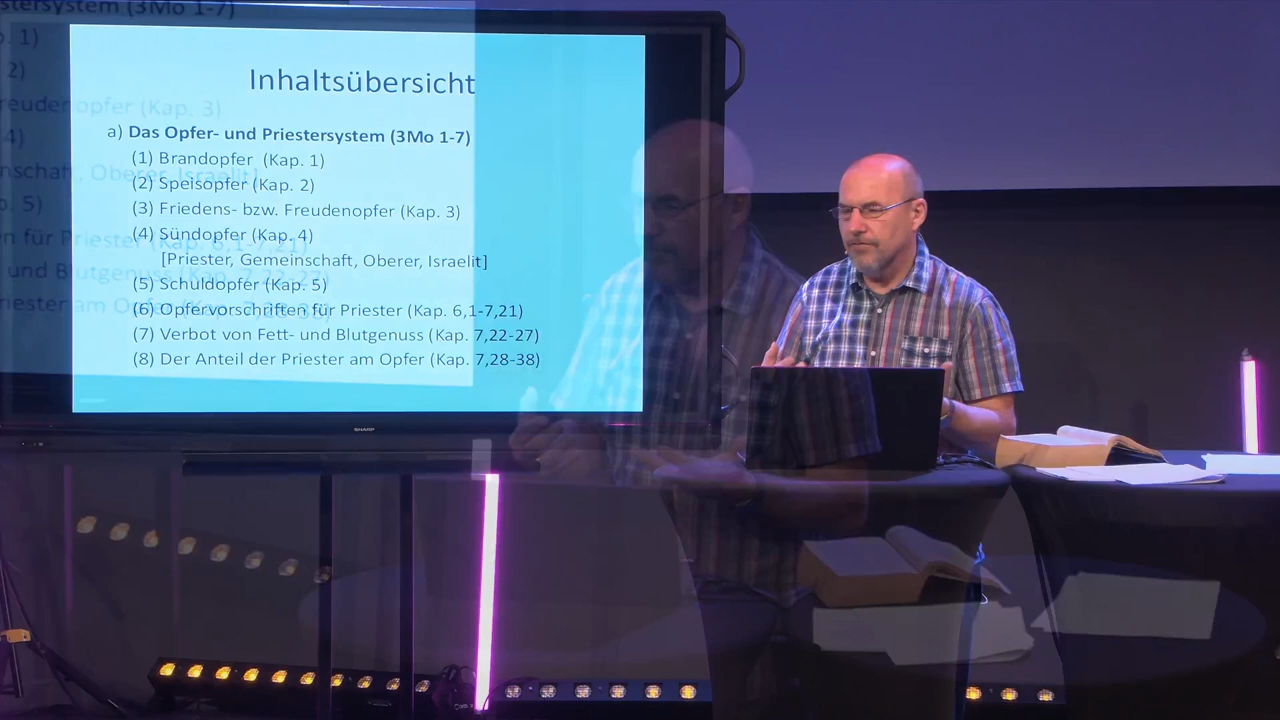 Inhaltsübersicht
a) Das Opfer- und Priestersystem (3Mo 1-7)
(1) Brandopfer (Kap. 1)
(2) Speisopfer (Kap. 2)
(3) Friedens- bzw. Freudenopfer (Kap. 3)
(4) Sündopfer (Kap. 4)
[Priester, Gemeinschaft, Oberer, Israelit]
(5) Schuldopfer (Kap. 5)
(6) Opfervorschriften für Priester (Kap. 6,1-7,21)
(7) Verbot von Fett- und Blutgenuss (Kap. 7,22-27)
(8) Der Anteil der Priester am Opfer (Kap. 7,28-38)
SHARP